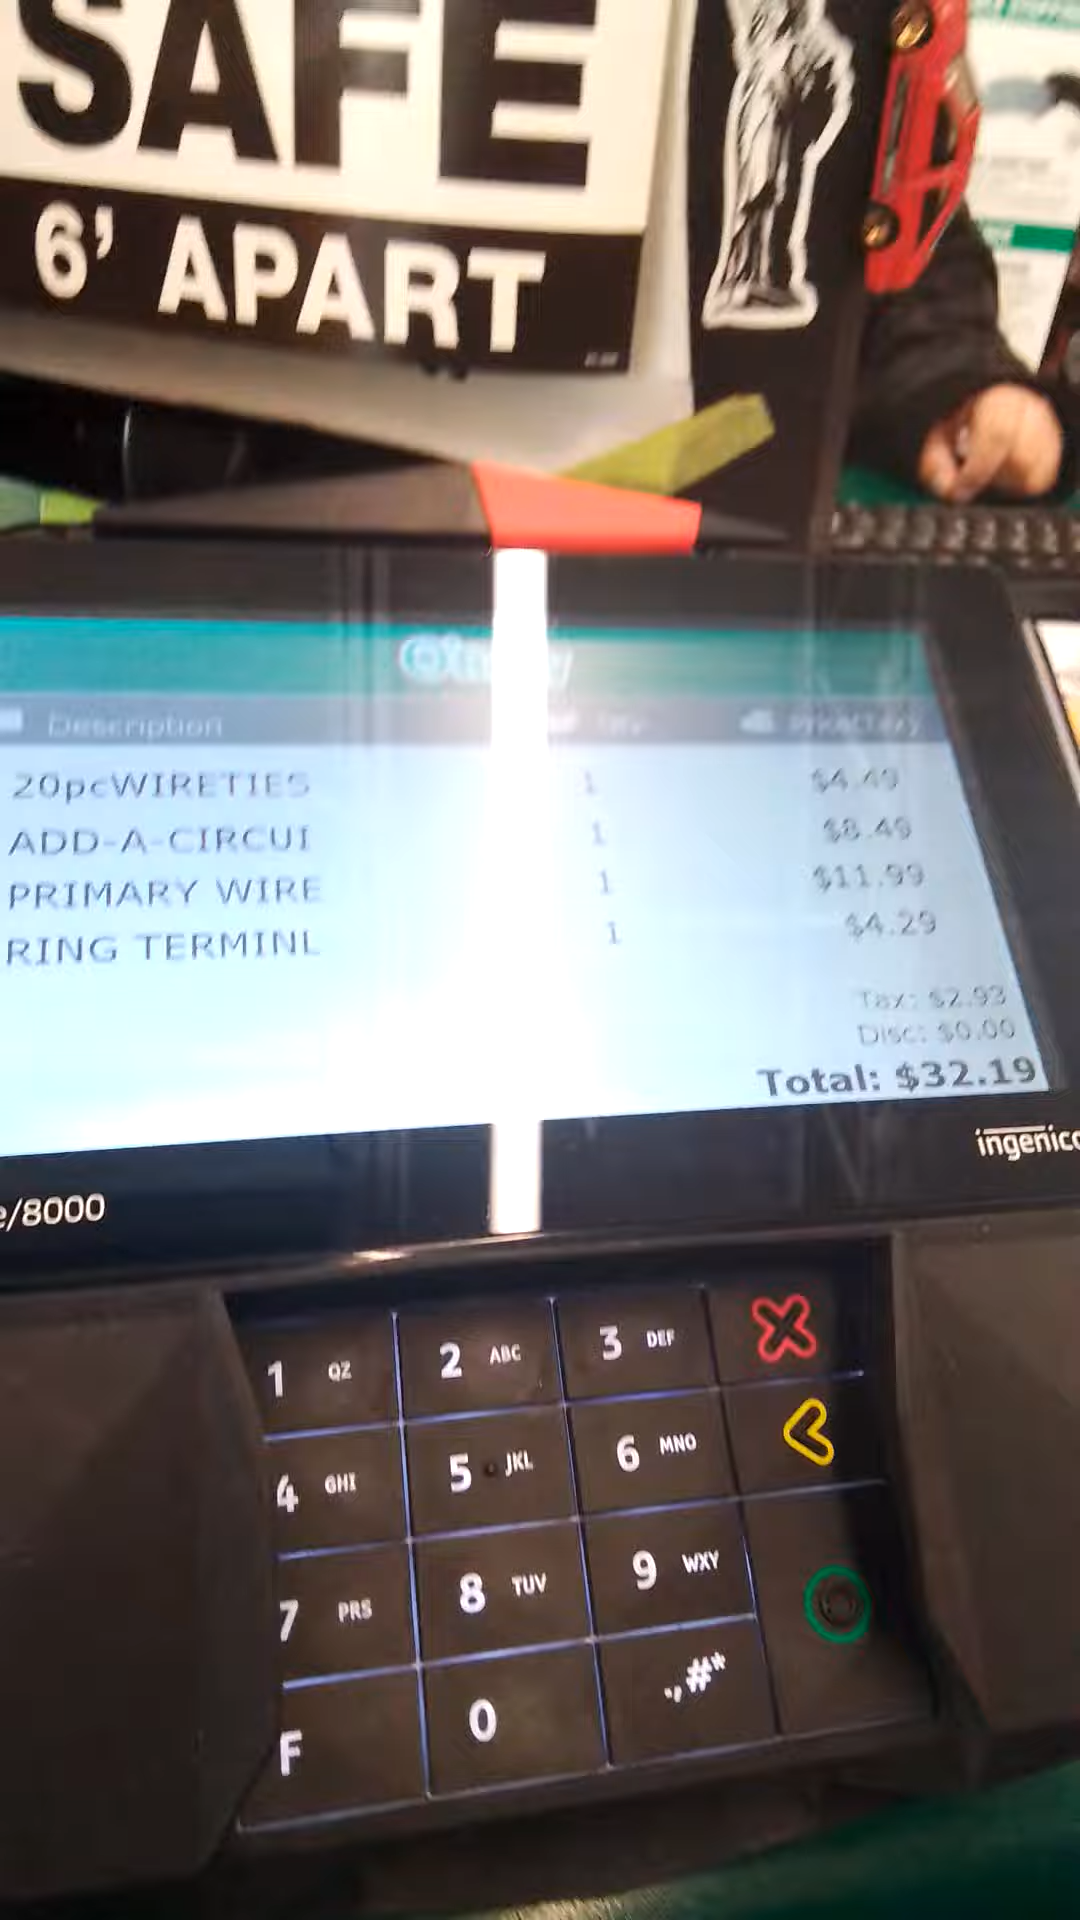 SAFE
6' APART
Description
20pcWIRETIES 1 $4.49
ADD-A-CIRCUI 1 $8.49
PRIMARY WIRE 1 $11.99
RING TERMINL 1 $4.29
Tax: $2.93
Disc: $0.00
Total: $32.19
ingenico
e/8000
1 QZ 2 ABC 3 DEF
4 GHI 5 JKL 6 MNO
7 PRS 8 TUV 9 WXY
F 0 .,#*